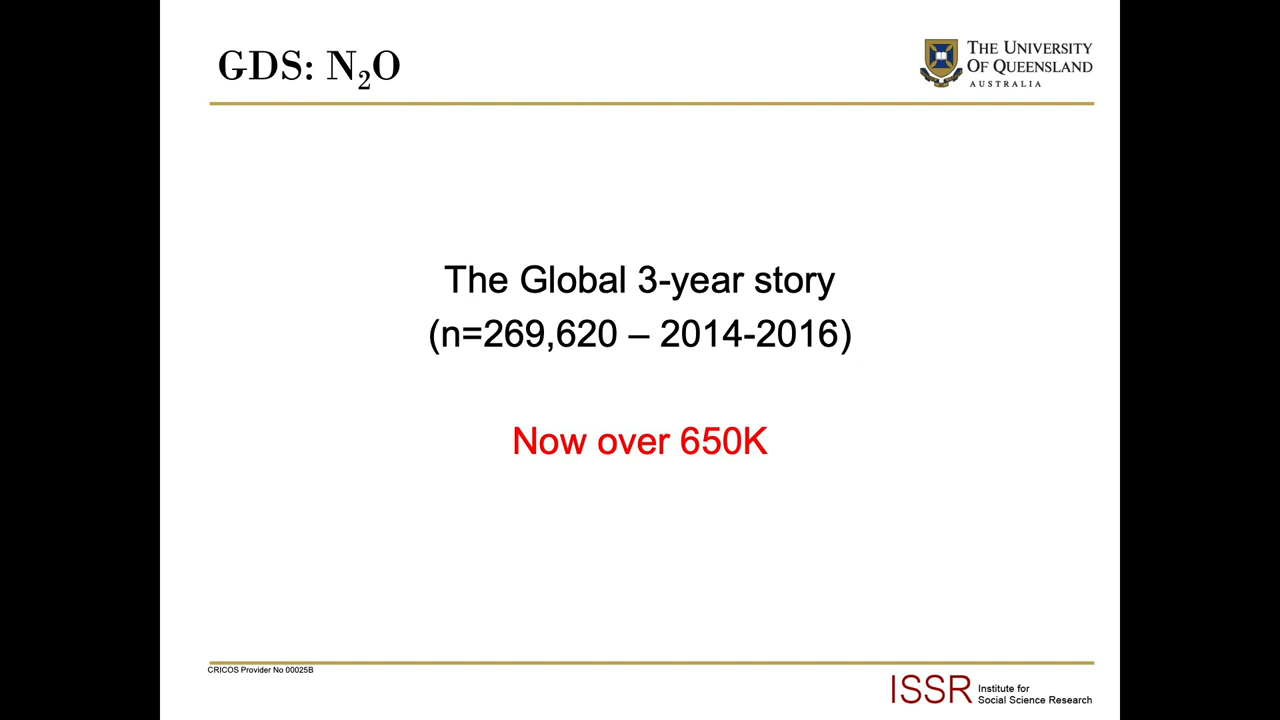 GDS: N₂O
THE UNIVERSITY
OF QUEENSLAND
AUSTRALIA
The Global 3-year story
(n=269,620 – 2014-2016)
Now over 650K
CRICOS Provider No 00025B
ISSR
Institute for
Social Science Research